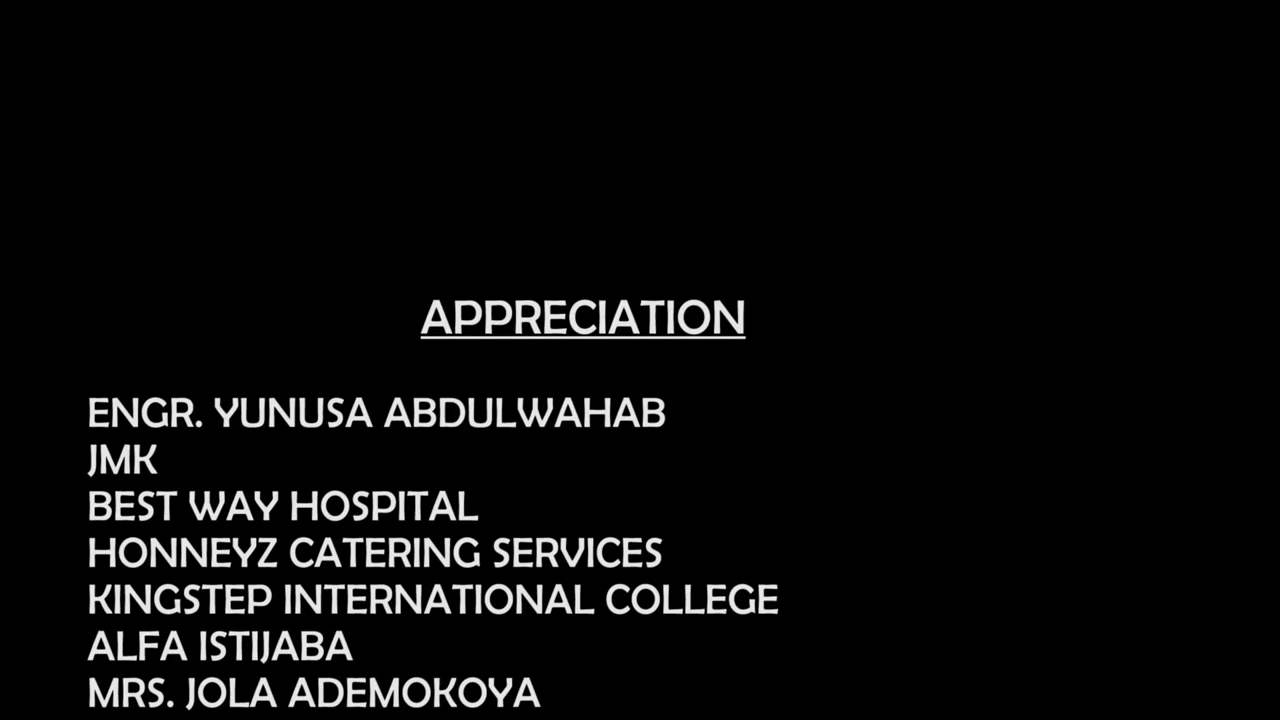 APPRECIATION
ENGR. YUNUSA ABDULWAHAB
JMK
BEST WAY HOSPITAL
HONNEYZ CATERING SERVICES
KINGSTEP INTERNATIONAL COLLEGE
ALFA ISTIJABA
MRS. JOLA ADEMOKOYA